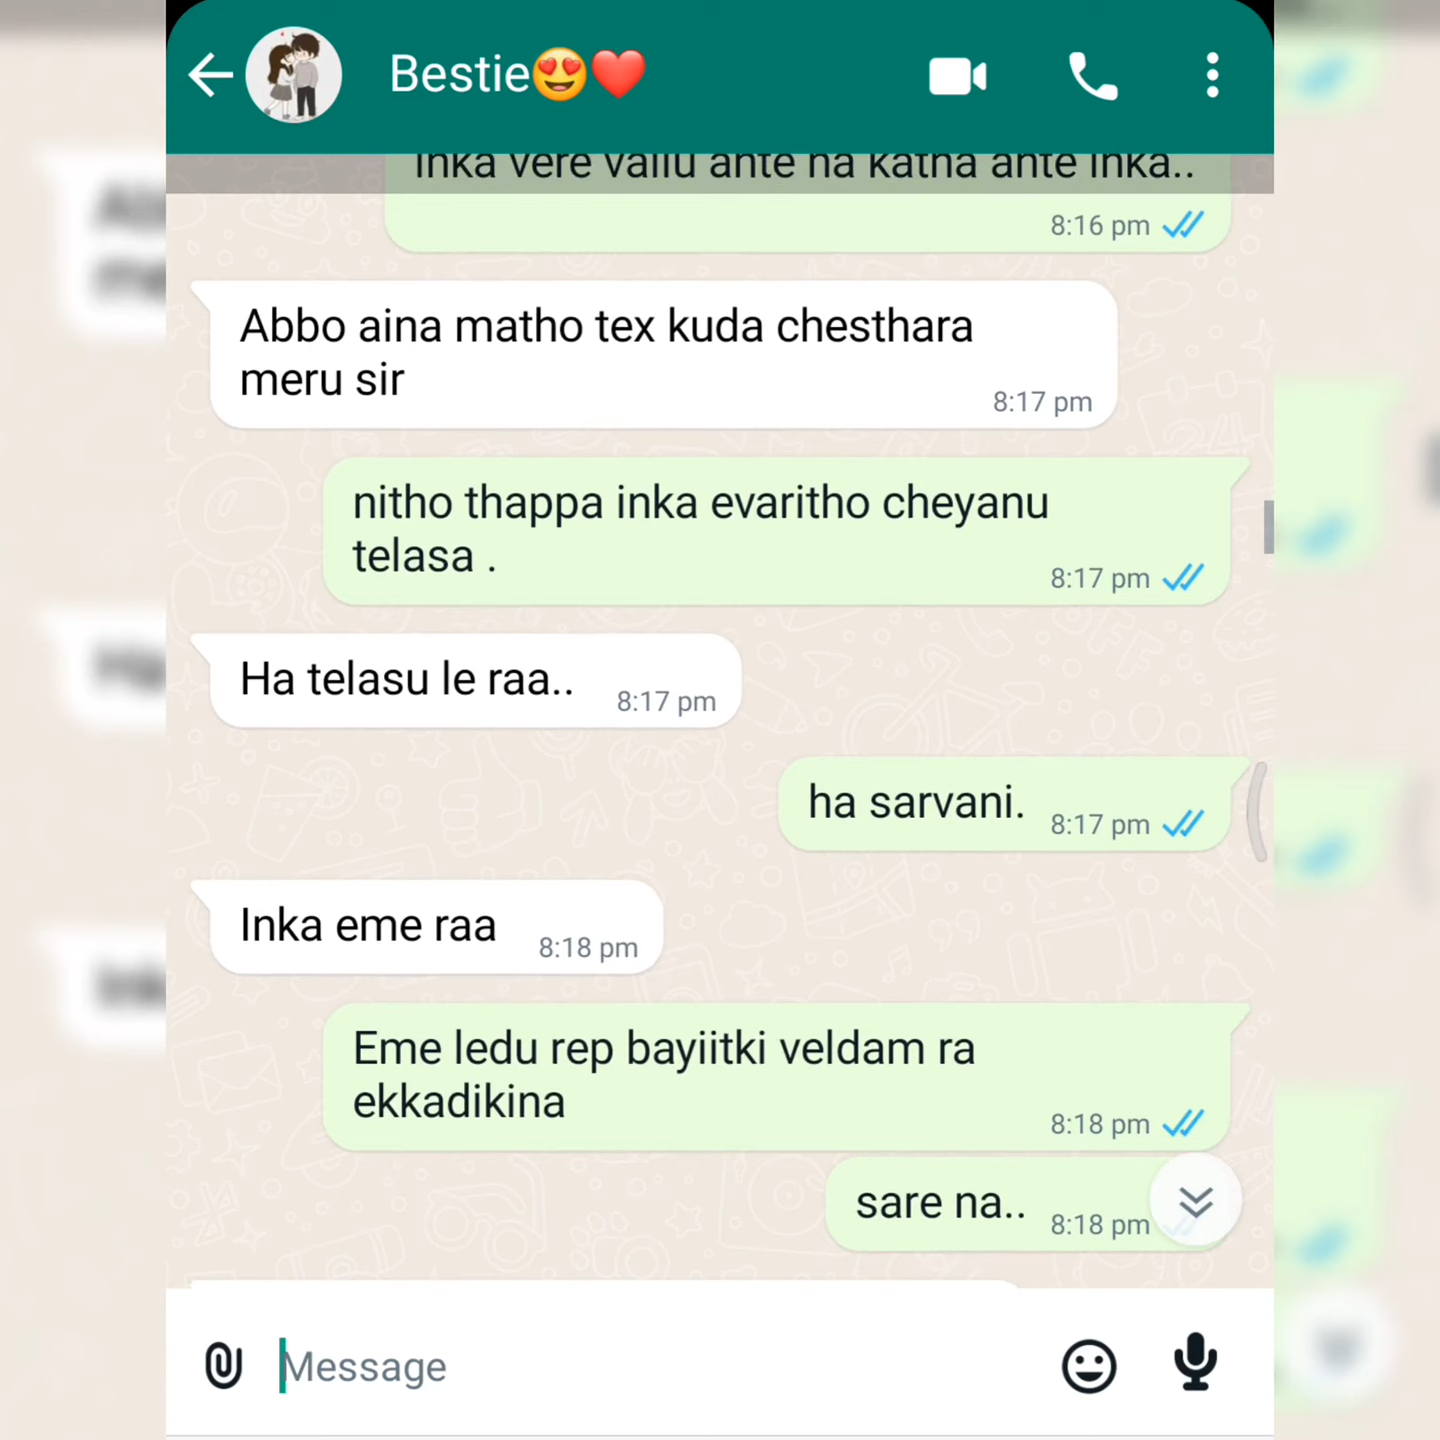 Bestie😍❤️
Inka vere vallu ante na katha ante inka..
8:16 pm
Abbo aina matho tex kuda chesthara
meru sir
8:17 pm
nitho thappa inka evaritho cheyanu
telasa .
8:17 pm
Ha telasu le raa..
8:17 pm
ha sarvani.
8:17 pm
Inka eme raa
8:18 pm
Eme ledu rep bayiitki veldam ra
ekkadikina
8:18 pm
sare na..
8:18 pm
Message